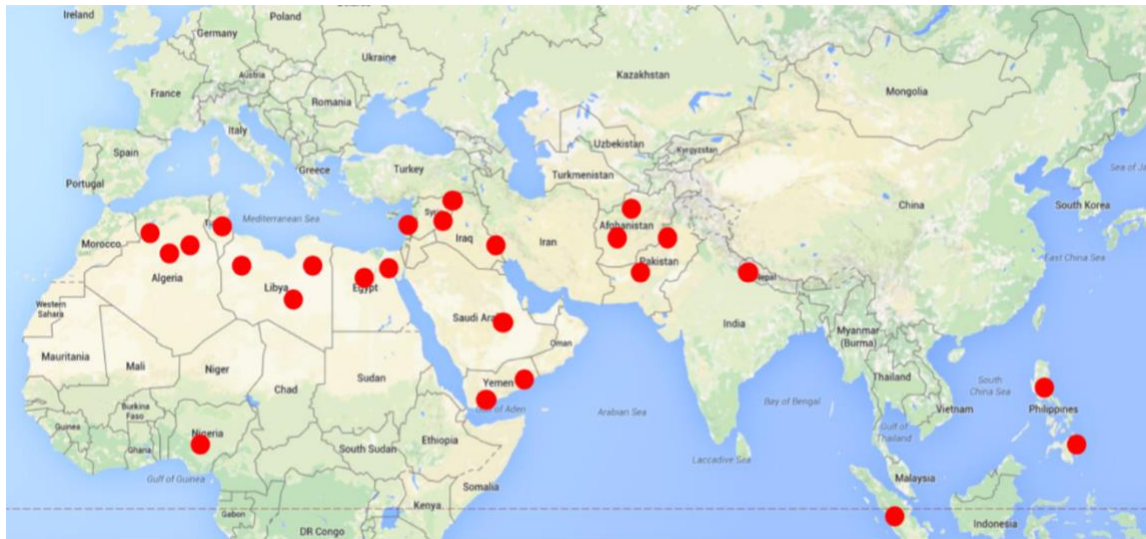 Ireland
Poland
Germany
Ukraine
Kazakhstan
Austria
Mongolia
France
Romania
Italy
Uzbekistan
Kyrgyzstan
Spain
Greece
Turkey
Turkmenistan
Portugal
Sea of Ja
South Korea
China
Mediterranean Sea
Sy
Afghanistan
Morocco
Iraq
Iran
East China Sea
Pakistan
Algeria
Libya
Egypt
epal
Western
Sahara
Saudi Ara
India
Oman
Myanmar
(Burma)
Mauritania
Mali
Niger
Sudan
Chad
Thailand
South
China Sea
Yemen
Gulf of Aden
Arabian Sea
Bay of Bengal
Vietnam
Philippines
Burkina
Faso
Guinea
Nigeria
Ghana
Ethiopia
Gulf of
Thailand
South Sudan
Laccadive Sea
Gulf of Guinea
Malaysia
Somalia
Gabon
Kenya
Indonesia
DR Congo